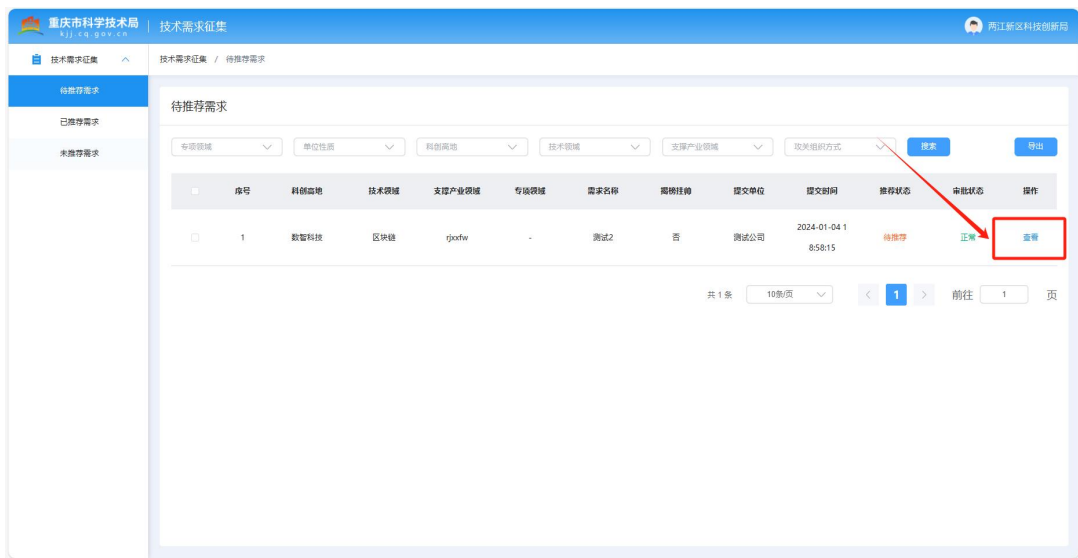 重庆市科学技术局
kjj.cq.gov.cn
技术需求征集
两江新区科技创新局
技术需求征集
技术需求征集 / 待推荐需求
待推荐需求
已推荐需求
未推荐需求
待推荐需求
专项领域 单位性质 科创高地 技术领域 支撑产业领域 攻关组织方式 搜索 导出
序号 科创高地 技术领域 支撑产业领域 专项领域 需求名称 揭榜挂帅 提交单位 提交时间 推荐状态 审批状态 操作
1 数智科技 区块链 rjxxfw - 测试2 否 测试公司 2024-01-04 1
8:58:15 待推荐 正常 查看
共 1 条 10条/页 < 1 > 前往 1 页